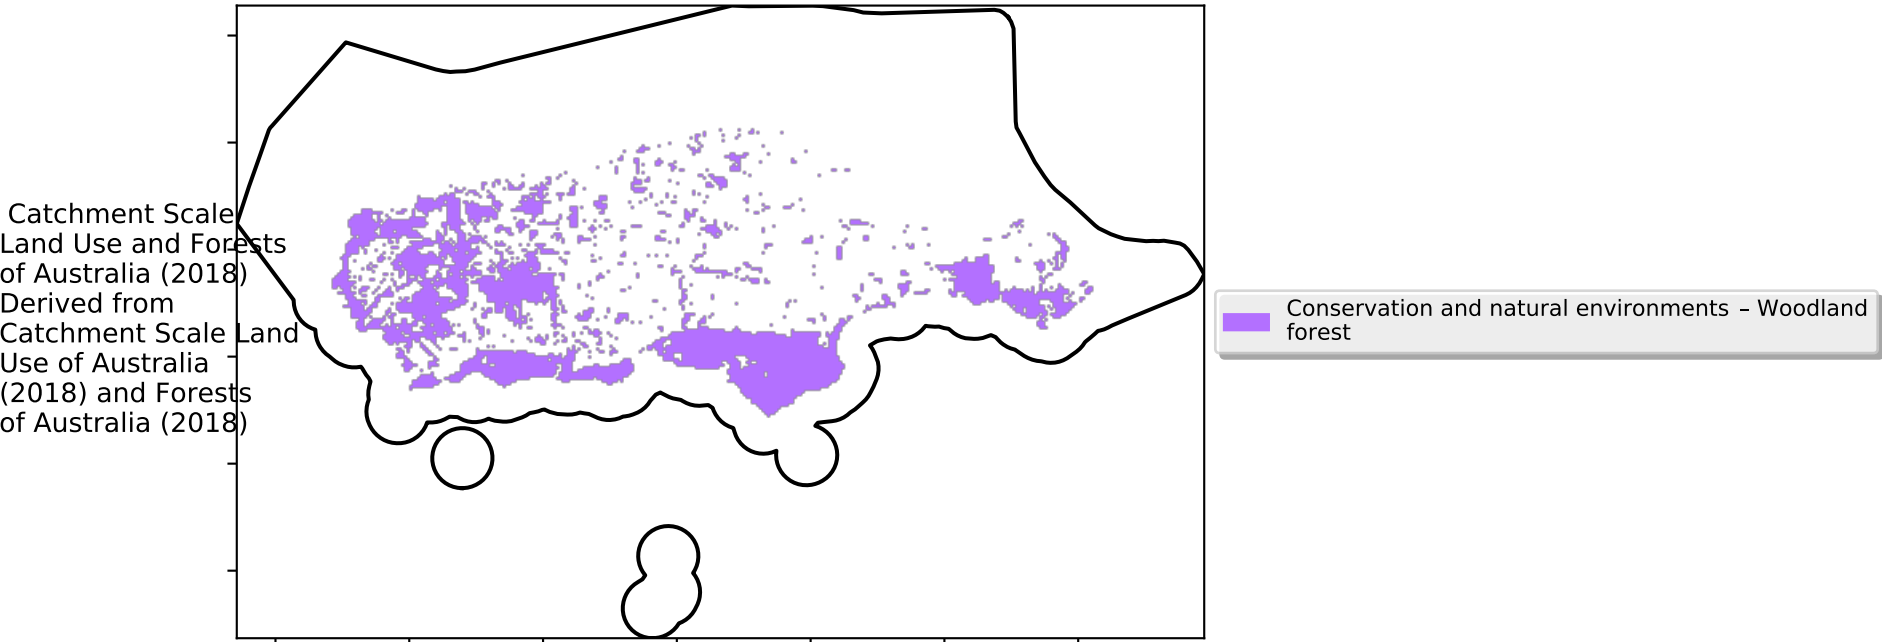 Catchment Scale
Land Use and Forests
of Australia (2018)
Derived from
Catchment Scale Land
Use of Australia
(2018) and Forests
of Australia (2018)
Conservation and natural environments – Woodland
forest